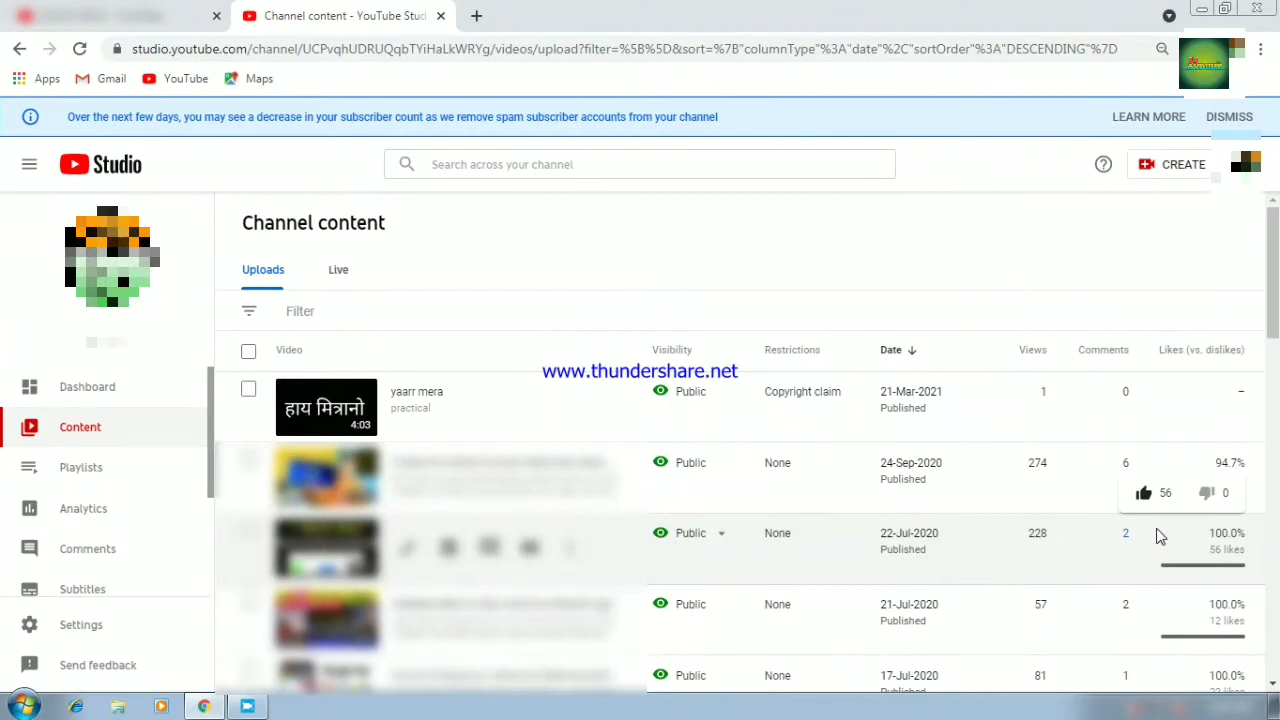 Channel content - YouTube Stud
studio.youtube.com/channel/UCPvqhUDRUQqbTYiHaLkWRYg/videos/upload?filter=%5B%5D&sort=%7B"columnType"%3A"date"%2C"sortOrder"%3A"DESCENDING"%7D
Apps Gmail YouTube Maps
Over the next few days, you may see a decrease in your subscriber count as we remove spam subscriber accounts from your channel LEARN MORE DISMISS
Studio Search across your channel CREATE
Channel content
Uploads Live
Filter
Video Visibility Restrictions Date Views Comments Likes (vs. dislikes)
www.thundershare.net
हाय मित्रानो 4:03 yaarr mera Public Copyright claim 21-Mar-2021 1 0 –
practical Published
Public None 24-Sep-2020 274 6 94.7%
Published
56 0
Public None 22-Jul-2020 228 2 100.0%
Published 56 likes
Public None 21-Jul-2020 57 2 100.0%
Published 12 likes
Public None 17-Jul-2020 81 1 100.0%
Dashboard
Content
Playlists
Analytics
Comments
Subtitles
Settings
Send feedback